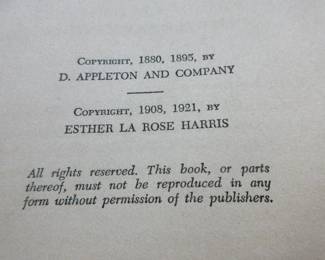 Copyright, 1880, 1895, by
D. APPLETON AND COMPANY
Copyright, 1908, 1921, by
ESTHER LA ROSE HARRIS
All rights reserved. This book, or parts
thereof, must not be reproduced in any
form without permission of the publishers.